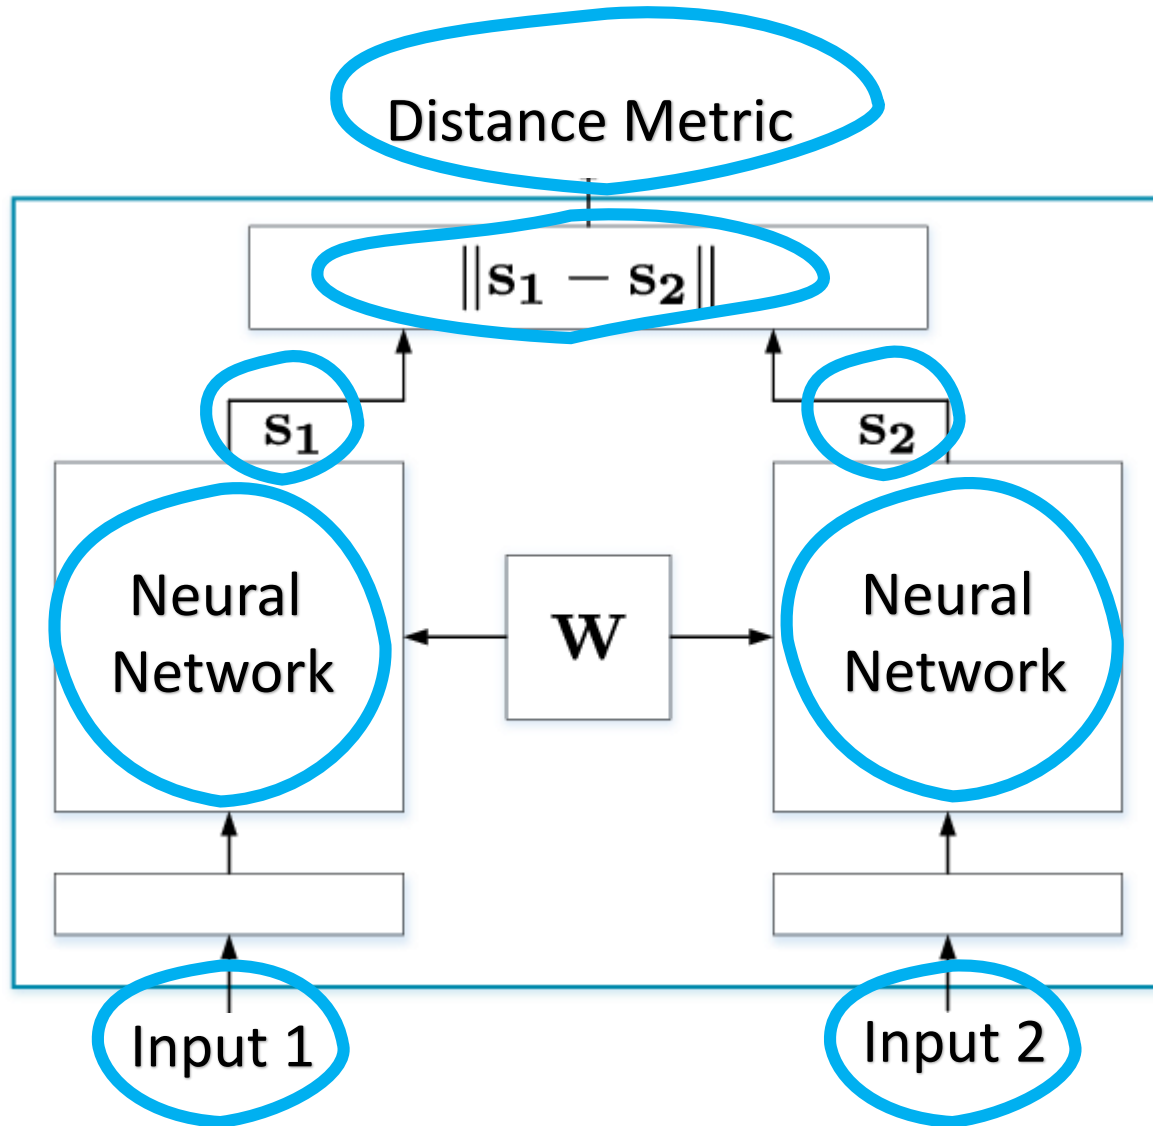 Distance Metric
||s₁ − s₂||
s₁
s₂
Neural
Network
W
Neural
Network
Input 1
Input 2